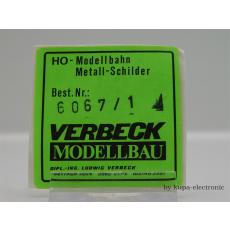 HO-Modellbahn
Metall-Schilder
Best.Nr.:
6067/1
VERBECK
MODELLBAU
DIPL.-ING. LUDWIG VERBECK
by kupa-electronic